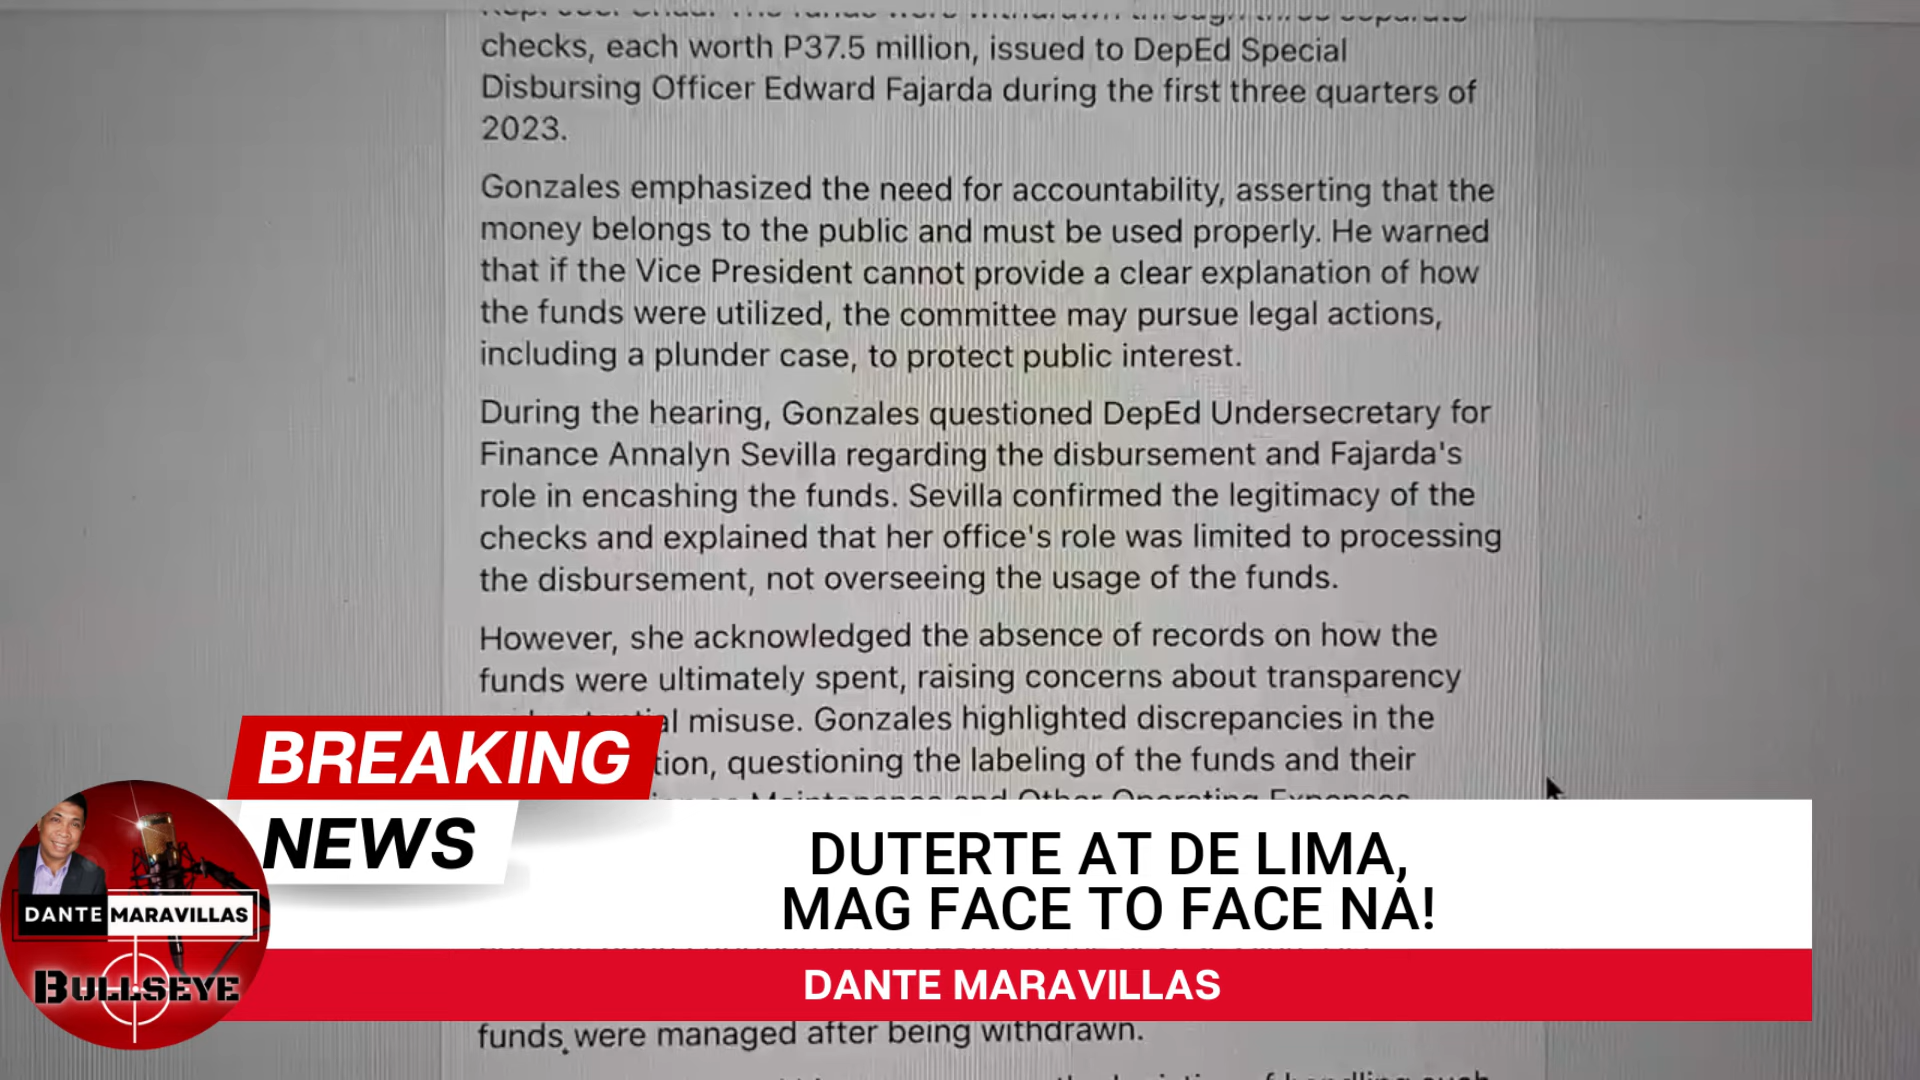 checks, each worth P37.5 million, issued to DepEd Special
Disbursing Officer Edward Fajarda during the first three quarters of
2023.
Gonzales emphasized the need for accountability, asserting that the
money belongs to the public and must be used properly. He warned
that if the Vice President cannot provide a clear explanation of how
the funds were utilized, the committee may pursue legal actions,
including a plunder case, to protect public interest.
During the hearing, Gonzales questioned DepEd Undersecretary for
Finance Annalyn Sevilla regarding the disbursement and Fajarda's
role in encashing the funds. Sevilla confirmed the legitimacy of the
checks and explained that her office's role was limited to processing
the disbursement, not overseeing the usage of the funds.
However, she acknowledged the absence of records on how the
funds were ultimately spent, raising concerns about transparency
misuse. Gonzales highlighted discrepancies in the
questioning the labeling of the funds and their
Maintenance and Other Operating Expenses
BREAKING
NEWS
DUTERTE AT DE LIMA,
MAG FACE TO FACE NA!
DANTE MARAVILLAS
DANTE MARAVILLAS
BULLSEYE
funds were managed after being withdrawn.